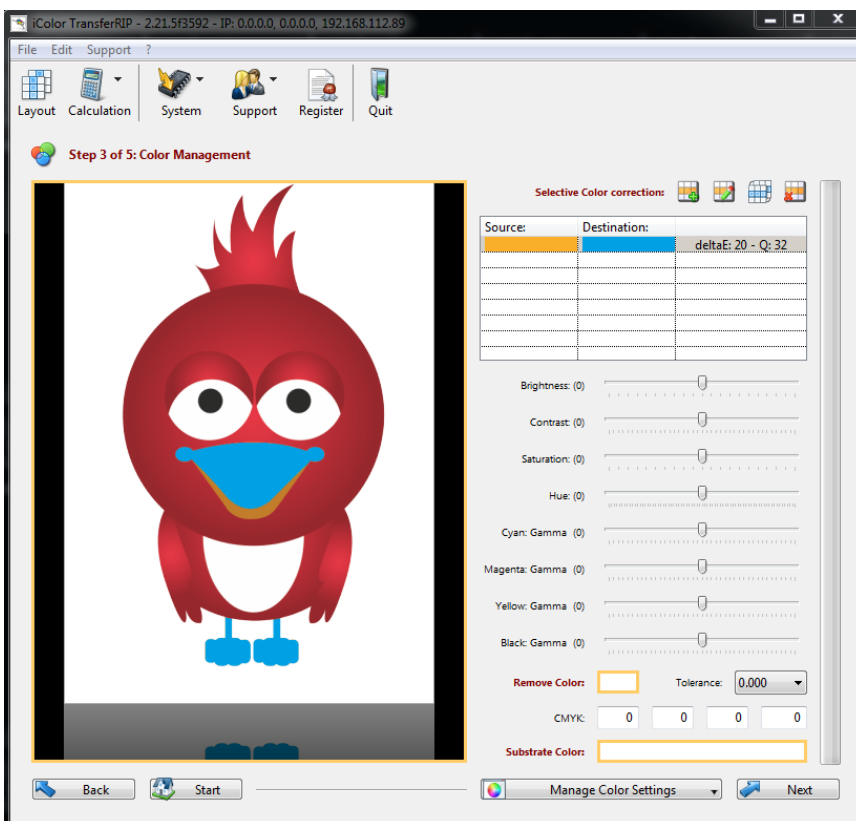 iColor TransferRIP - 2.21.5f3592 - IP: 0.0.0.0, 0.0.0.0, 192.168.112.89
File Edit Support ?
Layout Calculation System Support Register Quit
Step 3 of 5: Color Management
Selective Color correction:
Source: Destination:
deltaE: 20 - Q: 32
Brightness: (0)
Contrast: (0)
Saturation: (0)
Hue: (0)
Cyan: Gamma (0)
Magenta: Gamma (0)
Yellow: Gamma (0)
Black: Gamma (0)
Remove Color: Tolerance: 0.000
CMYK: 0 0 0 0
Substrate Color:
Back Start Manage Color Settings Next